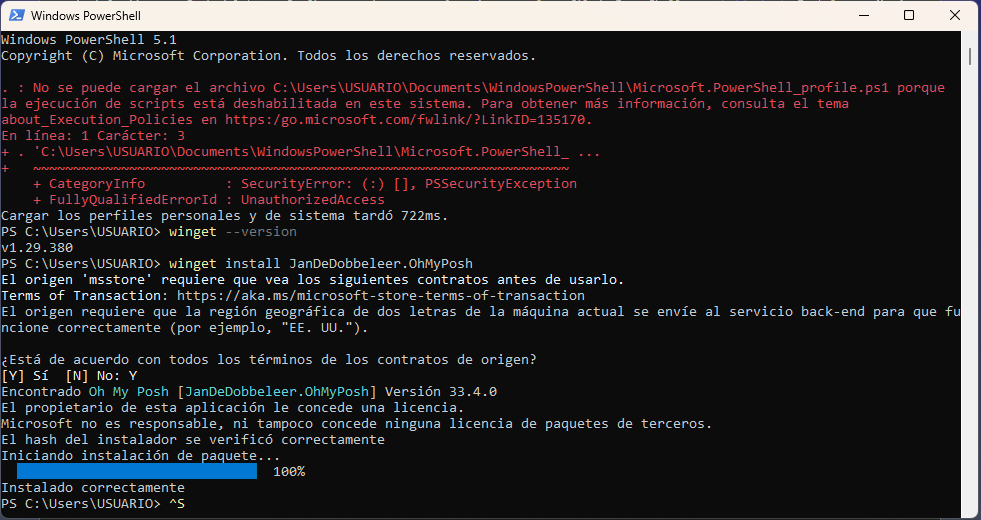 Windows PowerShell
Windows PowerShell 5.1
Copyright (C) Microsoft Corporation. Todos los derechos reservados.
. : No se puede cargar el archivo C:\Users\USUARIO\Documents\WindowsPowerShell\Microsoft.PowerShell_profile.ps1 porque
la ejecución de scripts está deshabilitada en este sistema. Para obtener más información, consulta el tema
about_Execution_Policies en https:/go.microsoft.com/fwlink/?LinkID=135170.
En línea: 1 Carácter: 3
+ . 'C:\Users\USUARIO\Documents\WindowsPowerShell\Microsoft.PowerShell_ ...
+   ~~~~~~~~~~~~~~~~~~~~~~~~~~~~~~~~~~~~~~~~~~~~~~~~~~~~~~~~~~~~~~~~~~~
    + CategoryInfo          : SecurityError: (:) [], PSSecurityException
    + FullyQualifiedErrorId : UnauthorizedAccess
Cargar los perfiles personales y de sistema tardó 722ms.
PS C:\Users\USUARIO> winget --version
v1.29.380
PS C:\Users\USUARIO> winget install JanDeDobbeleer.OhMyPosh
El origen 'msstore' requiere que vea los siguientes contratos antes de usarlo.
Terms of Transaction: https://aka.ms/microsoft-store-terms-of-transaction
El origen requiere que la región geográfica de dos letras de la máquina actual se envíe al servicio back-end para que fu
ncione correctamente (por ejemplo, "EE. UU.").
¿Está de acuerdo con todos los términos de los contratos de origen?
[Y] Sí  [N] No: Y
Encontrado Oh My Posh [JanDeDobbeleer.OhMyPosh] Versión 33.4.0
El propietario de esta aplicación le concede una licencia.
Microsoft no es responsable, ni tampoco concede ninguna licencia de paquetes de terceros.
El hash del instalador se verificó correctamente
Iniciando instalación de paquete...
100%
Instalado correctamente
PS C:\Users\USUARIO> ^S